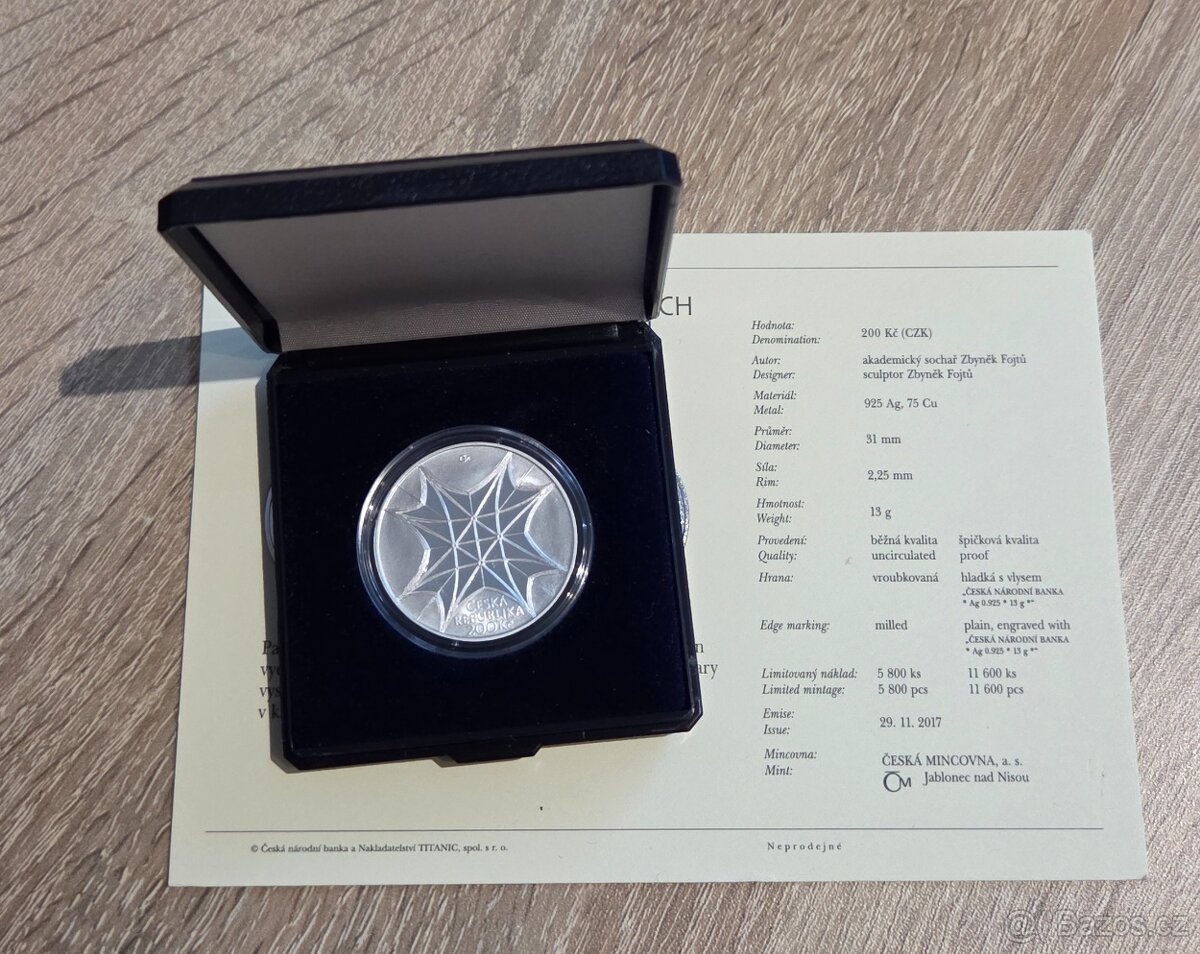 CH
Hodnota:
Denomination: 200 Kč (CZK)
Autor: akademický sochař Zbyněk Fojtů
Designer: sculptor Zbyněk Fojtů
Materiál:
Metal: 925 Ag, 75 Cu
Průměr:
Diameter: 31 mm
Síla:
Rim: 2,25 mm
Hmotnost:
Weight: 13 g
Provedení: běžná kvalita špičková kvalita
Quality: uncirculated proof
Hrana: vroubkovaná hladká s vlysem
„ČESKÁ NÁRODNÍ BANKA
* Ag 0.925 * 13 g *“
Edge marking: milled plain, engraved with
„ČESKÁ NÁRODNÍ BANKA
* Ag 0.925 * 13 g *“
Limitovaný náklad: 5 800 ks 11 600 ks
Limited mintage: 5 800 pcs 11 600 pcs
Emise:
Issue: 29. 11. 2017
Mincovna: ČESKÁ MINCOVNA, a. s.
Mint: ČM Jablonec nad Nisou
ČESKÁ
REPUBLIKA
200 Kč
Pa
vy
vys
v k
n
ary
© Česká národní banka a Nakladatelství TITANIC, spol. s r. o.
Neprodejné
@ Bazos.cz